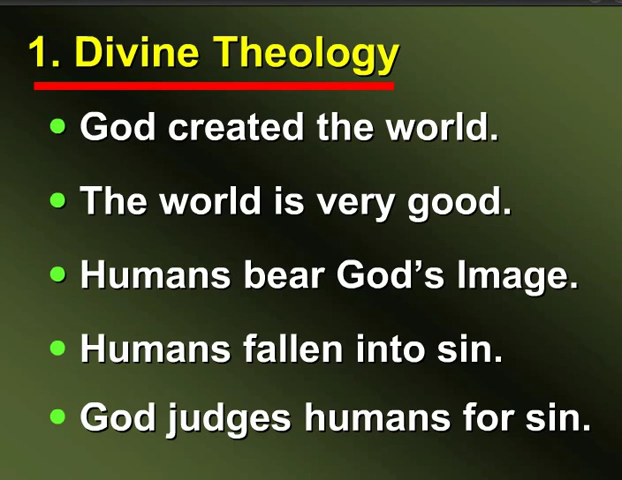 1. Divine Theology
• God created the world.
• The world is very good.
• Humans bear God’s Image.
• Humans fallen into sin.
• God judges humans for sin.